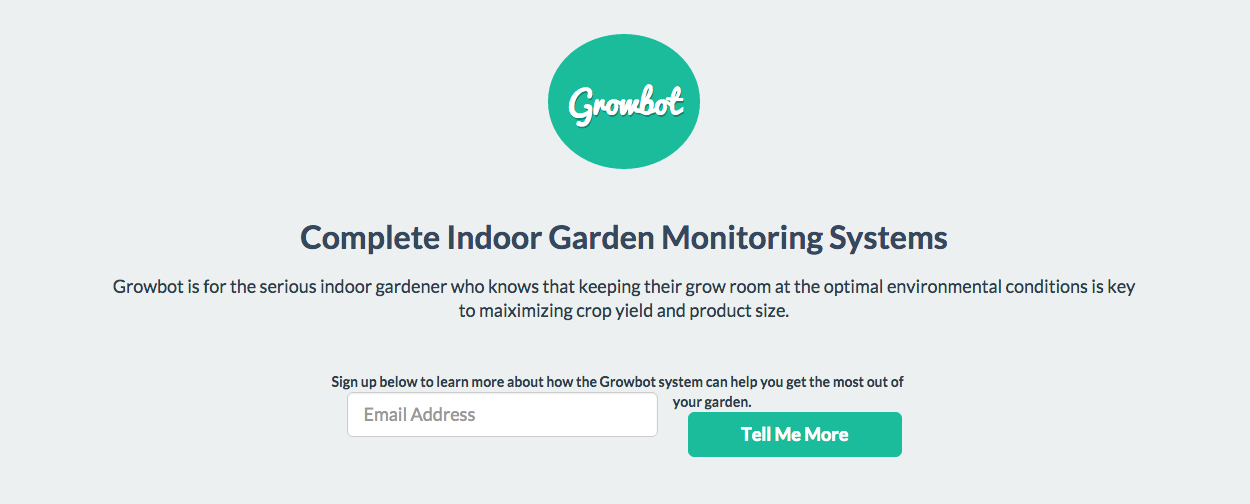 Growbot
Complete Indoor Garden Monitoring Systems
Growbot is for the serious indoor gardener who knows that keeping their grow room at the optimal environmental conditions is key
to maiximizing crop yield and product size.
Sign up below to learn more about how the Growbot system can help you get the most out of
your garden.
Email Address
Tell Me More